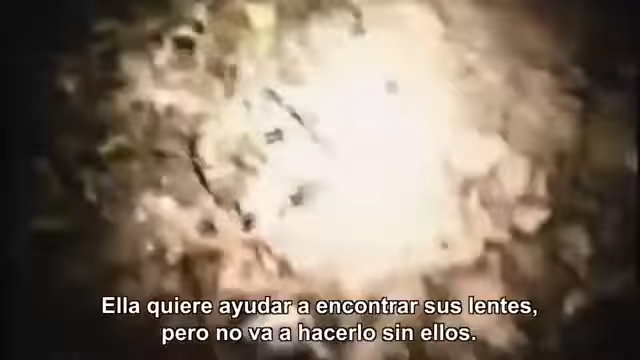 Ella quiere ayudar a encontrar sus lentes,
pero no va a hacerlo sin ellos.